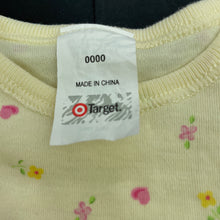 0000
MADE IN CHINA
Target.